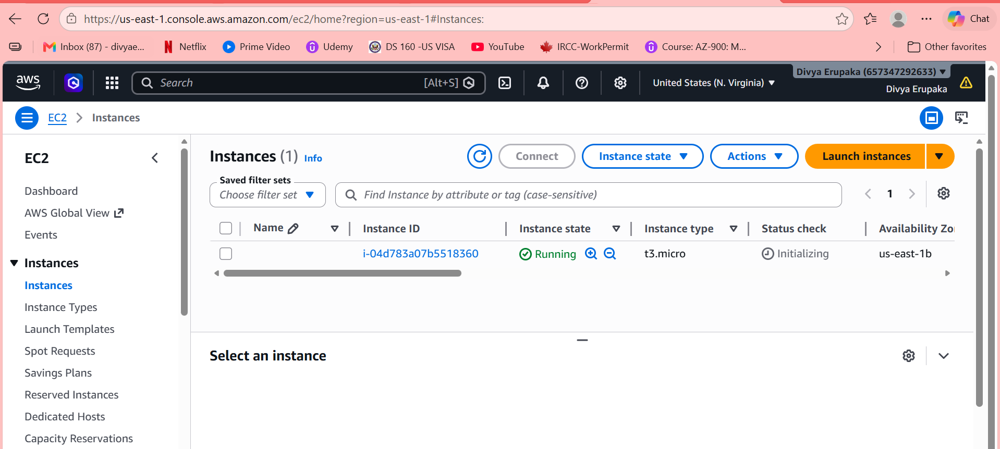 https://us-east-1.console.aws.amazon.com/ec2/home?region=us-east-1#Instances:
Chat
Inbox (87) - divyae...
Netflix
Prime Video
Udemy
DS 160 -US VISA
YouTube
IRCC-WorkPermit
Course: AZ-900: M...
Other favorites
aws
Search
[Alt+S]
United States (N. Virginia)
Divya Erupaka (657347292633)
Divya Erupaka
EC2
Instances
EC2
Dashboard
AWS Global View
Events
Instances
Instances
Instance Types
Launch Templates
Spot Requests
Savings Plans
Reserved Instances
Dedicated Hosts
Capacity Reservations
Instances (1) Info
Connect
Instance state
Actions
Launch instances
Saved filter sets
Choose filter set
Find Instance by attribute or tag (case-sensitive)
1
Name
Instance ID
Instance state
Instance type
Status check
Availability Zo
i-04d783a07b5518360
Running
t3.micro
Initializing
us-east-1b
Select an instance